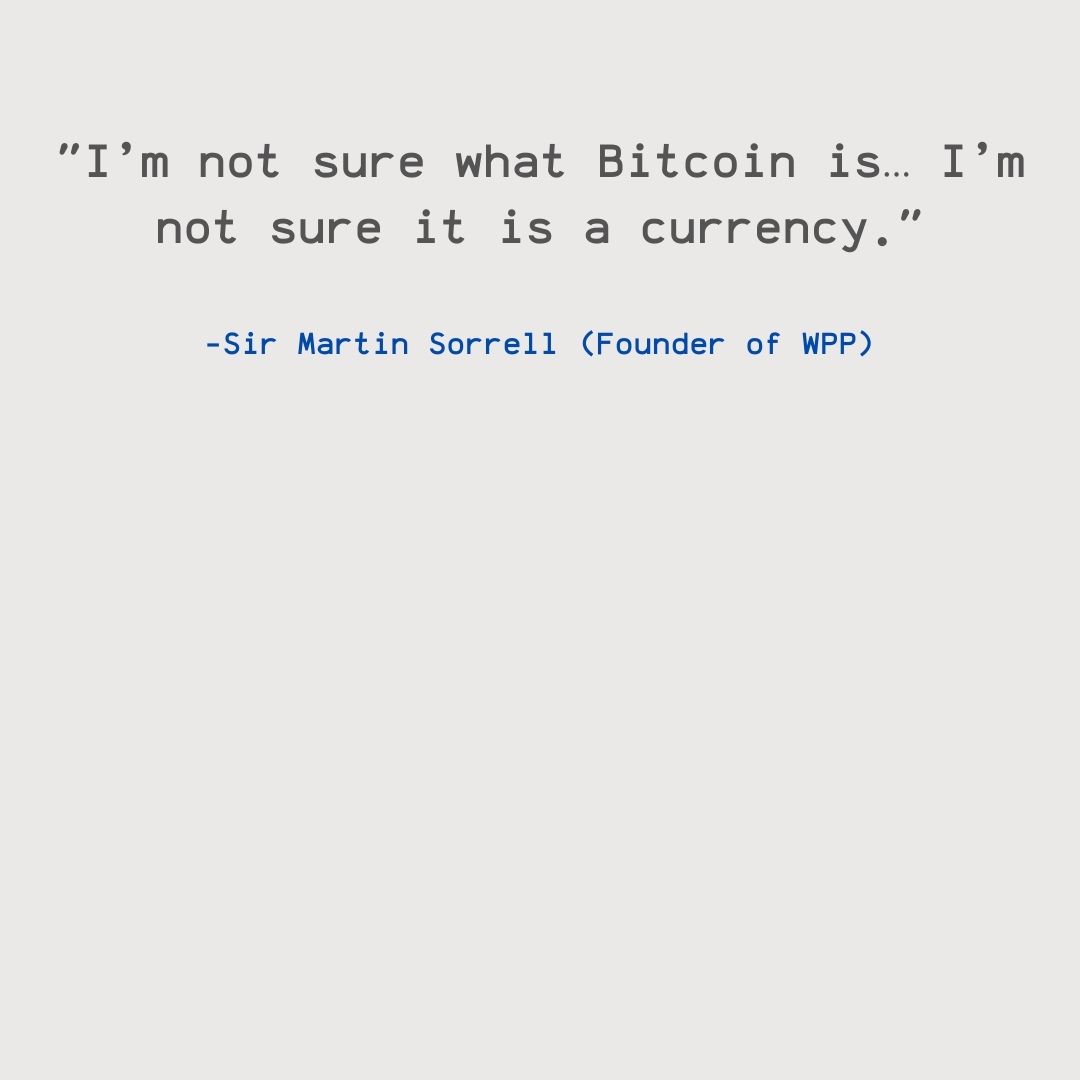 "I’m not sure what Bitcoin is… I’m
not sure it is a currency."
-Sir Martin Sorrell (Founder of WPP)